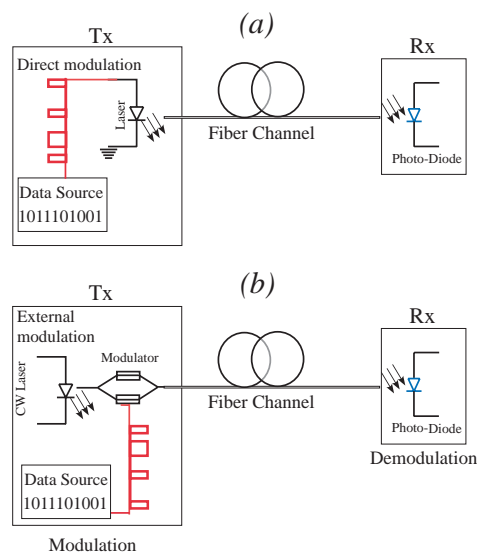 (a)
Tx
Rx
Direct modulation
Laser
Fiber Channel
Photo-Diode
Data Source
1011101001
(b)
Tx
Rx
External
modulation
Modulator
CW Laser
Fiber Channel
Photo-Diode
Data Source
1011101001
Demodulation
Modulation